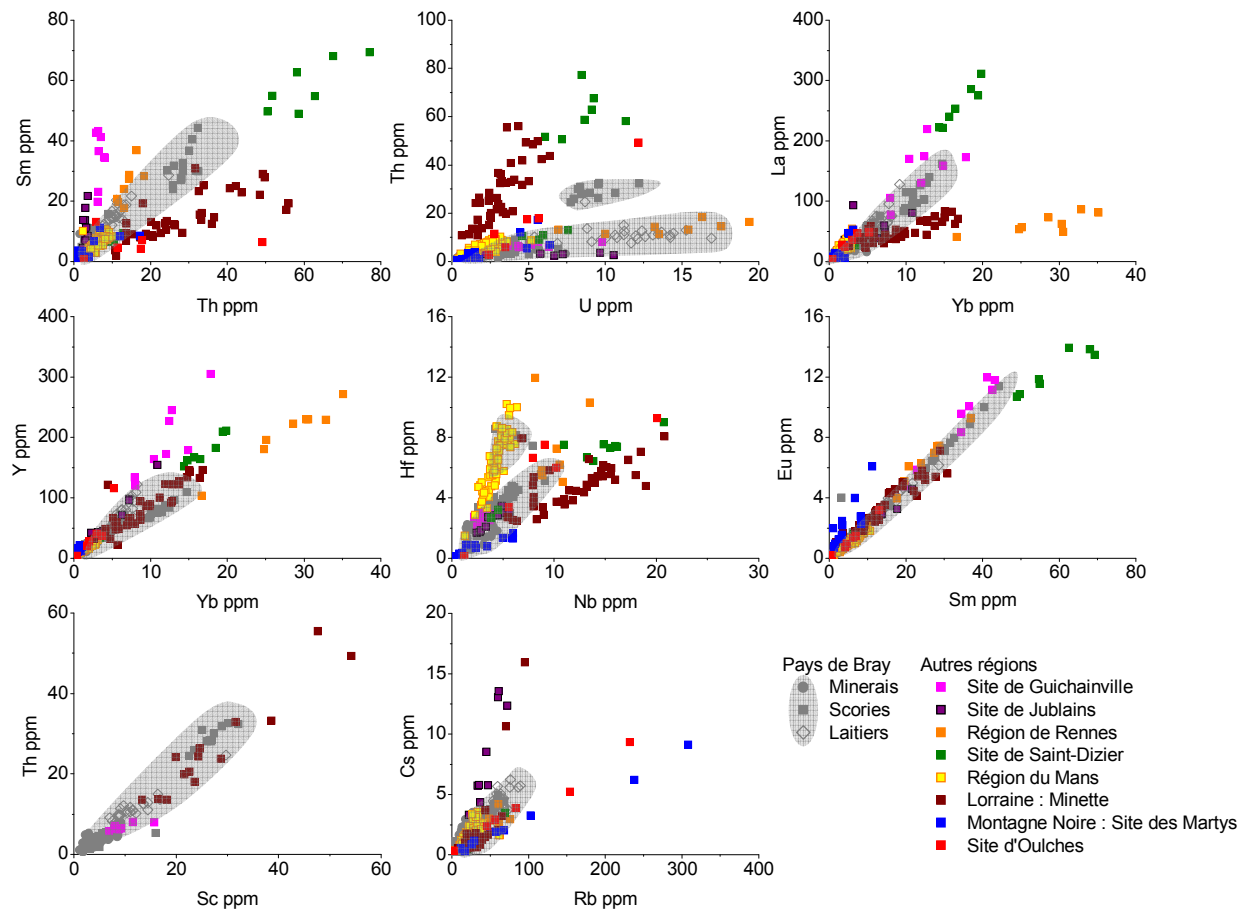 80
60
40
20
0
0 20 40 60 80
Sm ppm
Th ppm
100
80
60
40
20
0
0 5 10 15 20
Th ppm
U ppm
400
300
200
100
0
0 10 20 30 40
La ppm
Yb ppm
400
300
200
100
0
0 10 20 30 40
Y ppm
Yb ppm
16
12
8
4
0
0 10 20 30
Hf ppm
Nb ppm
16
12
8
4
0
0 20 40 60 80
Eu ppm
Sm ppm
60
40
20
0
0 20 40 60
Th ppm
Sc ppm
20
15
10
5
0
0 100 200 300 400
Cs ppm
Rb ppm
Pays de Bray
Minerais
Scories
Laitiers
Autres régions
Site de Guichainville
Site de Jublains
Région de Rennes
Site de Saint-Dizier
Région du Mans
Lorraine : Minette
Montagne Noire : Site des Martys
Site d'Oulches